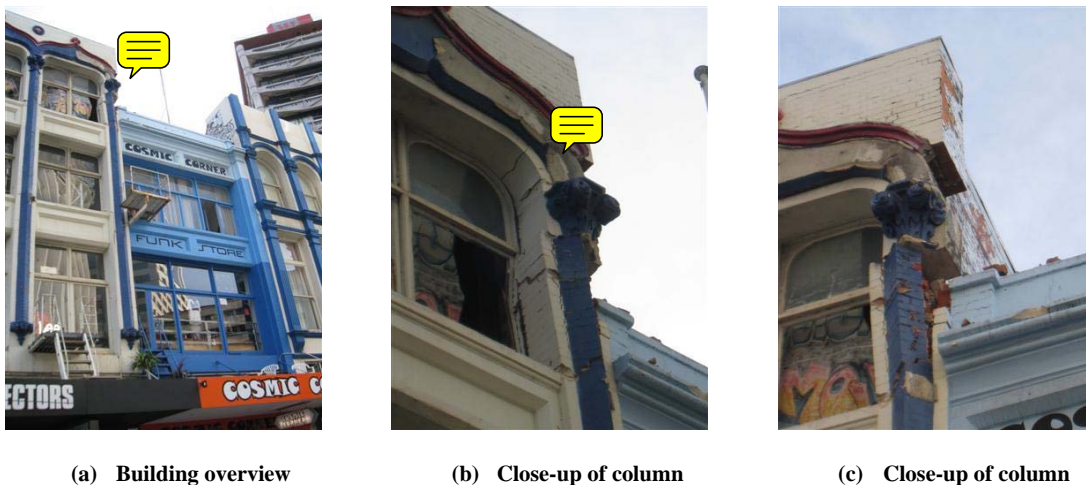 COSMIC CORNER
FUNK STORE
ECTORS
COSMIC C
(a) Building overview
(b) Close-up of column
(c) Close-up of column